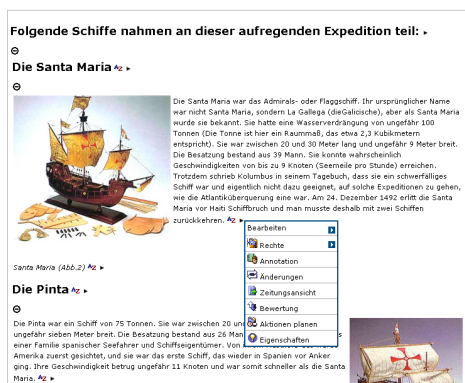 Folgende Schiffe nahmen an dieser aufregenden Expedition teil:
Die Santa Maria AZ
Die Santa Maria war das Admirals- oder Flaggschiff. Ihr ursprünglicher Name
war nicht Santa Maria, sondern La Gallega (dieGalicische), aber als Santa Maria
wurde sie bekannt. Sie hatte eine Wasserverdrängung von ungefähr 100
Tonnen (Die Tonne ist hier ein Raummaß, das etwa 2,3 Kubikmetern
entspricht). Sie war zwischen 20 und 30 Meter lang und ungefähr 9 Meter breit.
Die Besatzung bestand aus 39 Mann. Sie konnte wahrscheinlich
Geschwindigkeiten von bis zu 9 Knoten (Seemeile pro Stunde) erreichen.
Trotzdem schrieb Kolumbus in seinem Tagebuch, dass sie ein schwerfälliges
Schiff war und eigentlich nicht dazu geeignet, auf solche Expeditionen zu gehen,
wie die Atlantiküberquerung eine war. Am 24. Dezember 1492 erlitt die Santa
Maria vor Haiti Schiffbruch und man musste deshalb mit zwei Schiffen
zurückkehren. AZ
Bearbeiten
Rechte
Annotation
Änderungen
Zeitungsansicht
Bewertung
Aktionen planen
Eigenschaften
Santa Maria (Abb.2) AZ
Die Pinta AZ
Die Pinta war ein Schiff von 75 Tonnen. Sie war zwischen 20 un
ungefähr sieben Meter breit. Die Besatzung bestand aus 26 Man
einer Familie spanischer Seefahrer und Schiffseigentümer. Von
Amerika zuerst gesichtet, und sie war das erste Schiff, das wieder in Spanien vor Anker
ging. Ihre Geschwindigkeit betrug ungefähr 11 Knoten und war somit schneller als die Santa
Maria. AZ